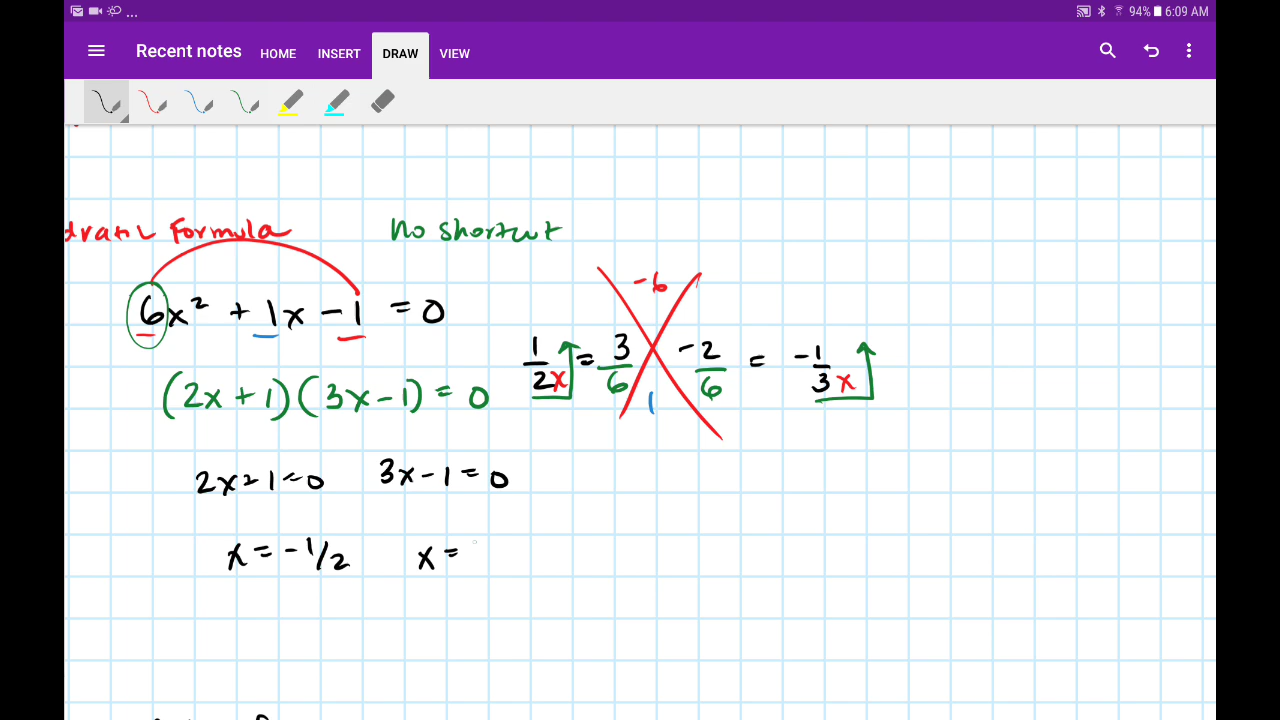 ... 94% 6:09 AM
Recent notes HOME INSERT DRAW VIEW
Formula No shortcut
6x² + 1x - 1 = 0
-6
1/2x = 3/6 -2/6 = -1/3x
1
(2x + 1)(3x - 1) = 0
2x - 1 = 0 3x - 1 = 0
x = -1/2 x =